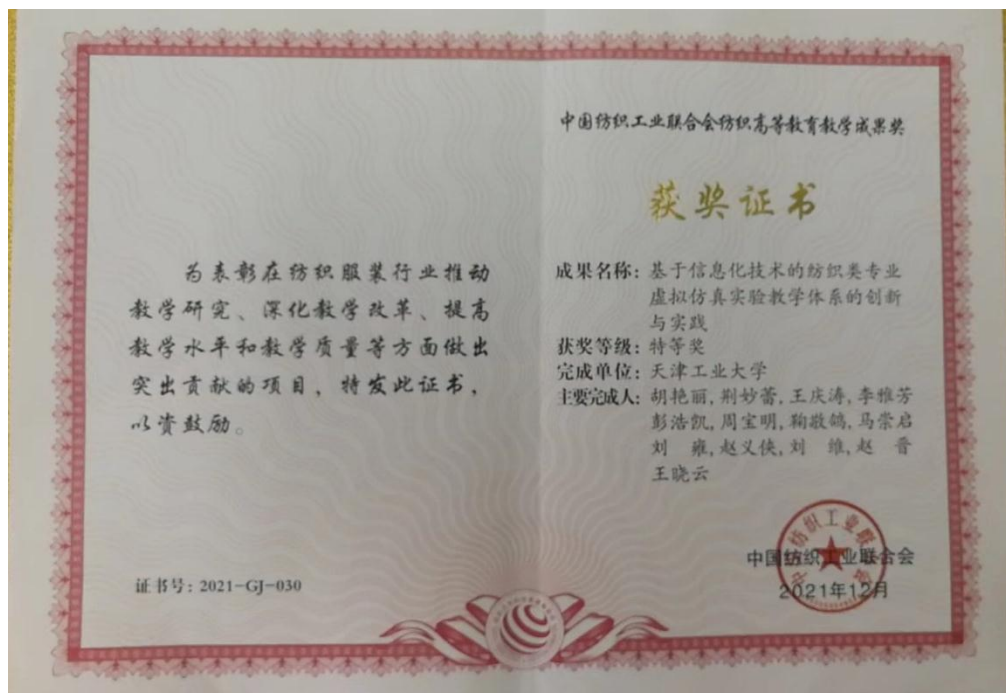 为表彰在纺织服装行业推动
教学研究、深化教学改革、提高
教学水平和教学质量等方面做出
突出贡献的项目，特发此证书，
以资鼓励。
证书号：2021-GJ-030
中国纺织工业联合会纺织高等教育教学成果奖
获奖证书
成果名称：基于信息化技术的纺织类专业
虚拟仿真实验教学体系的创新
与实践
获奖等级：特等奖
完成单位：天津工业大学
主要完成人：胡艳丽，荆妙蕾，王庆涛，李雅芳
彭浩凯，周宝明，鞠敬鸽，马崇启
刘 雍，赵义侠，刘 维，赵 晋
王晓云
中国纺织工业联合会
2021年12月
中国纺织工业联合会